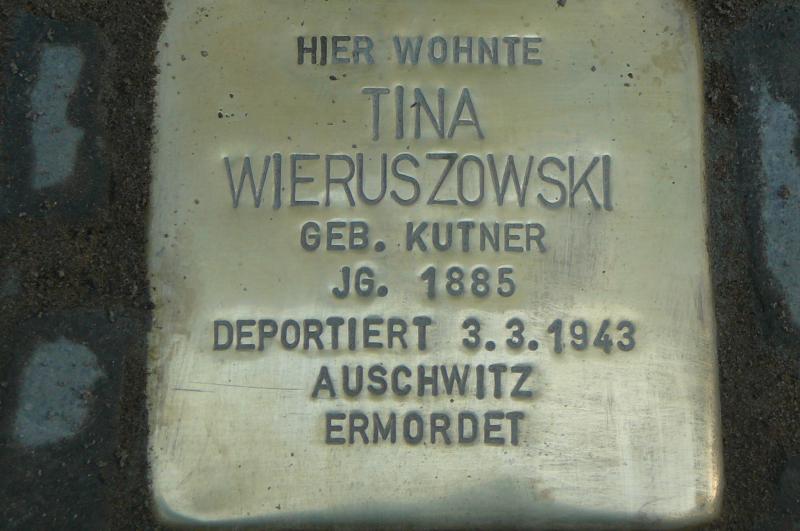 HIER WOHNTE
TINA
WIERUSZOWSKI
GEB. KUTNER
JG. 1885
DEPORTIERT 3.3.1943
AUSCHWITZ
ERMORDET